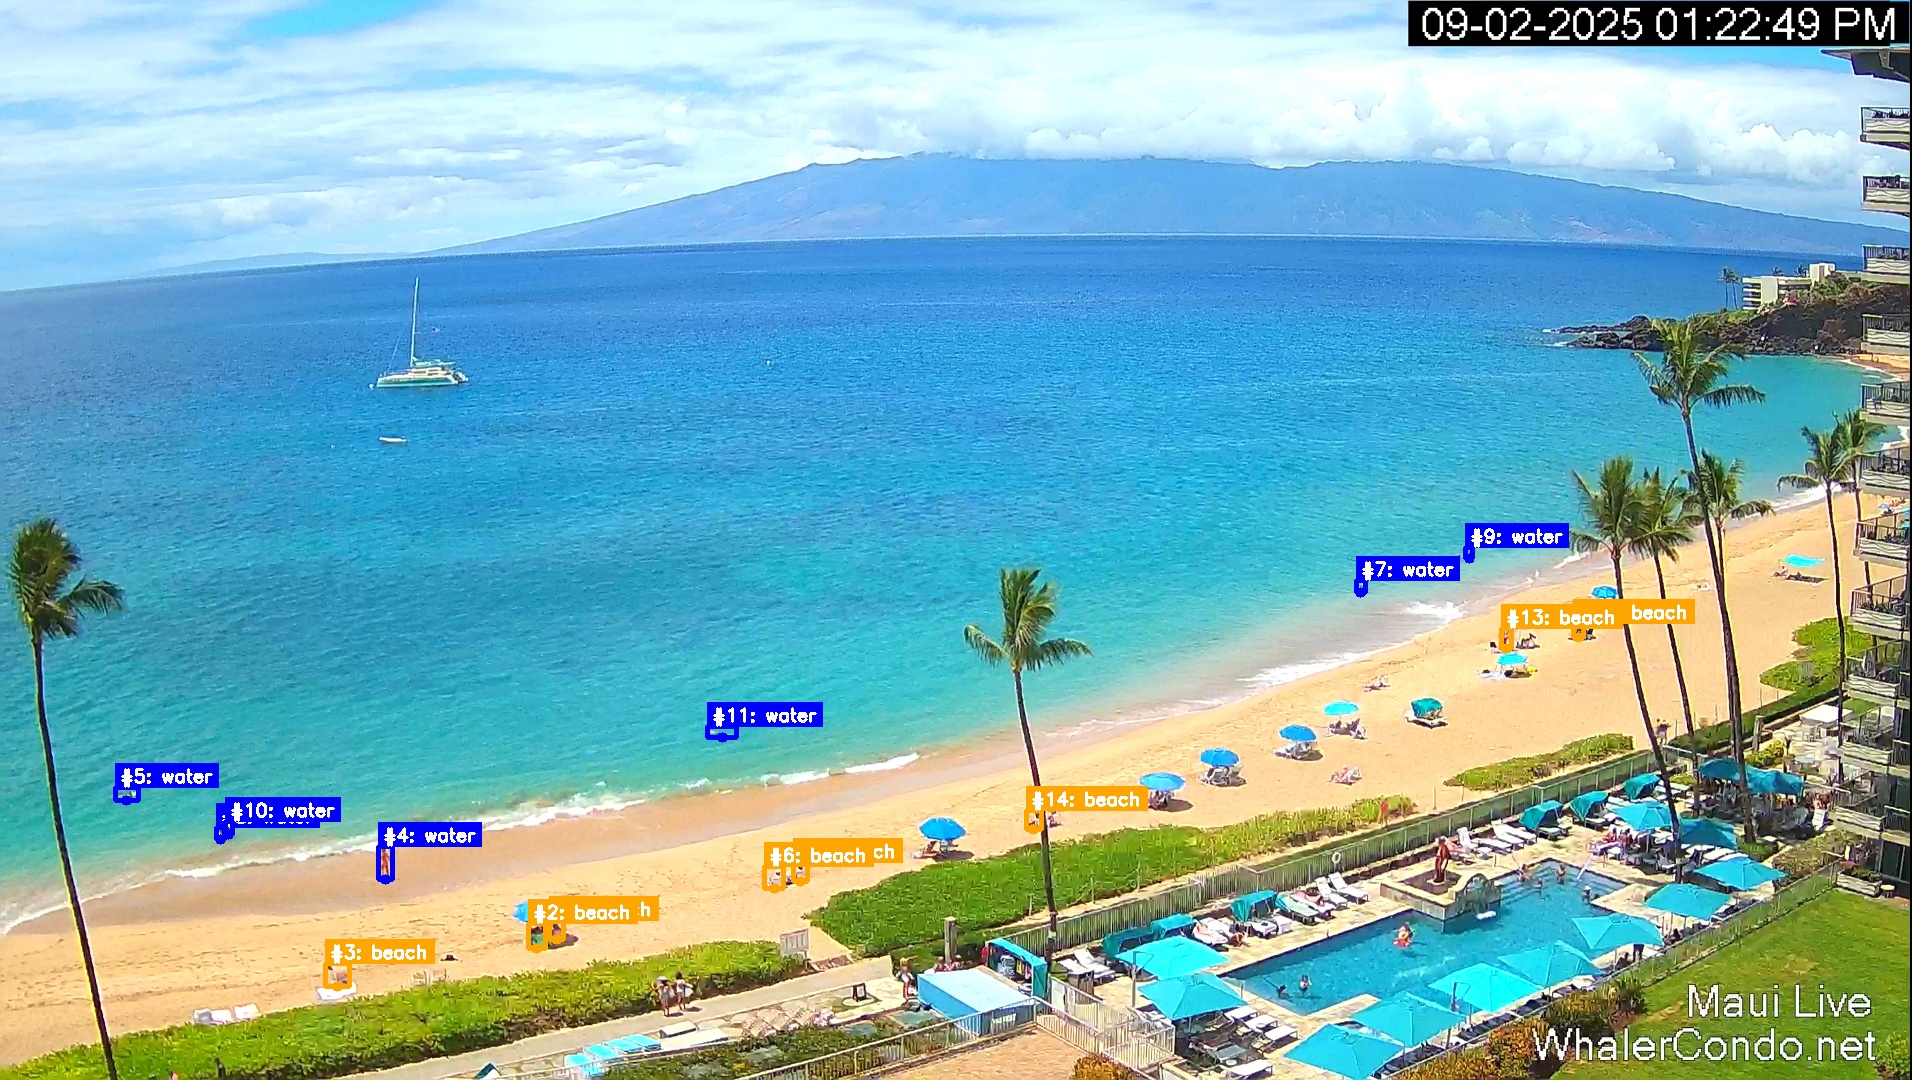 09-02-2025 01:22:49 PM
#9: water
#7: water
#13: beach
beach
#11: water
#5: water
#10: water
#14: beach
#4: water
#6: beach
ch
#2: beach
h
#3: beach
Maui Live
WhalerCondo.net